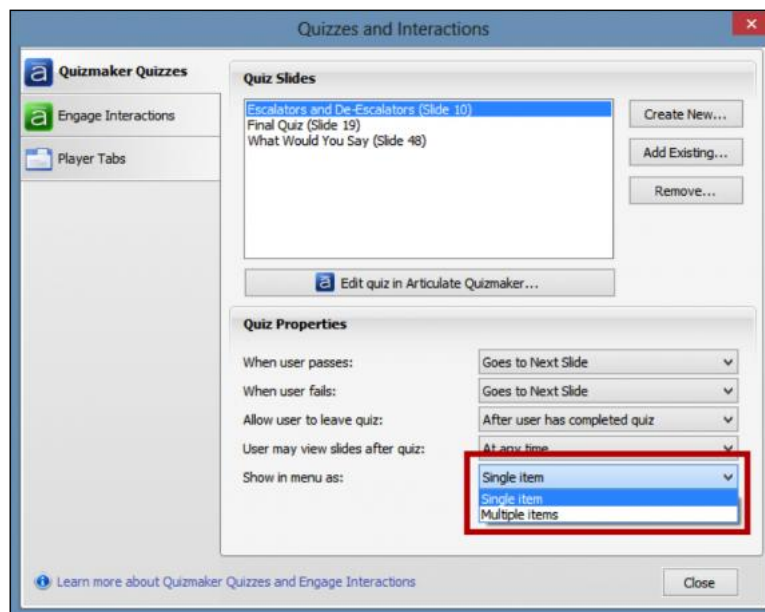 Quizzes and Interactions
Quizmaker Quizzes
Engage Interactions
Player Tabs
Quiz Slides
Escalators and De-Escalators (Slide 10)
Final Quiz (Slide 19)
What Would You Say (Slide 48)
Create New...
Add Existing...
Remove...
Edit quiz in Articulate Quizmaker...
Quiz Properties
When user passes: Goes to Next Slide
When user fails: Goes to Next Slide
Allow user to leave quiz: After user has completed quiz
User may view slides after quiz: At any time
Show in menu as: Single item
Single item
Multiple items
Learn more about Quizmaker Quizzes and Engage Interactions
Close